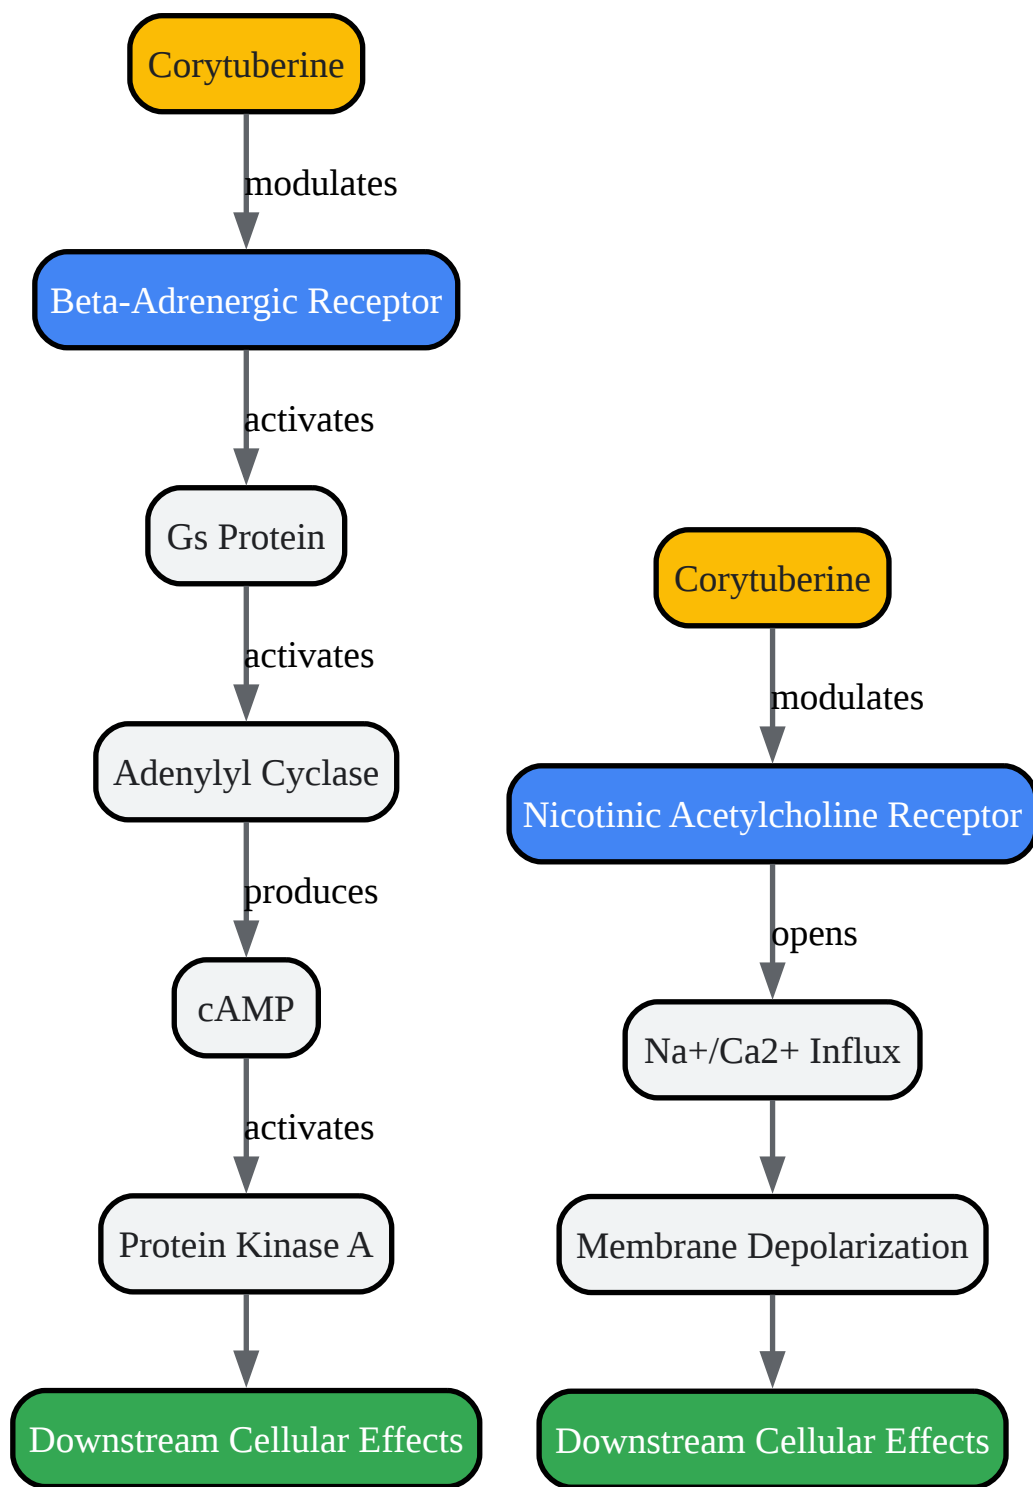 Corytuberine
modulates
Beta-Adrenergic Receptor
activates
Gs Protein
activates
Adenylyl Cyclase
produces
cAMP
activates
Protein Kinase A
Downstream Cellular Effects
Corytuberine
modulates
Nicotinic Acetylcholine Receptor
opens
Na+/Ca2+ Influx
Membrane Depolarization
Downstream Cellular Effects